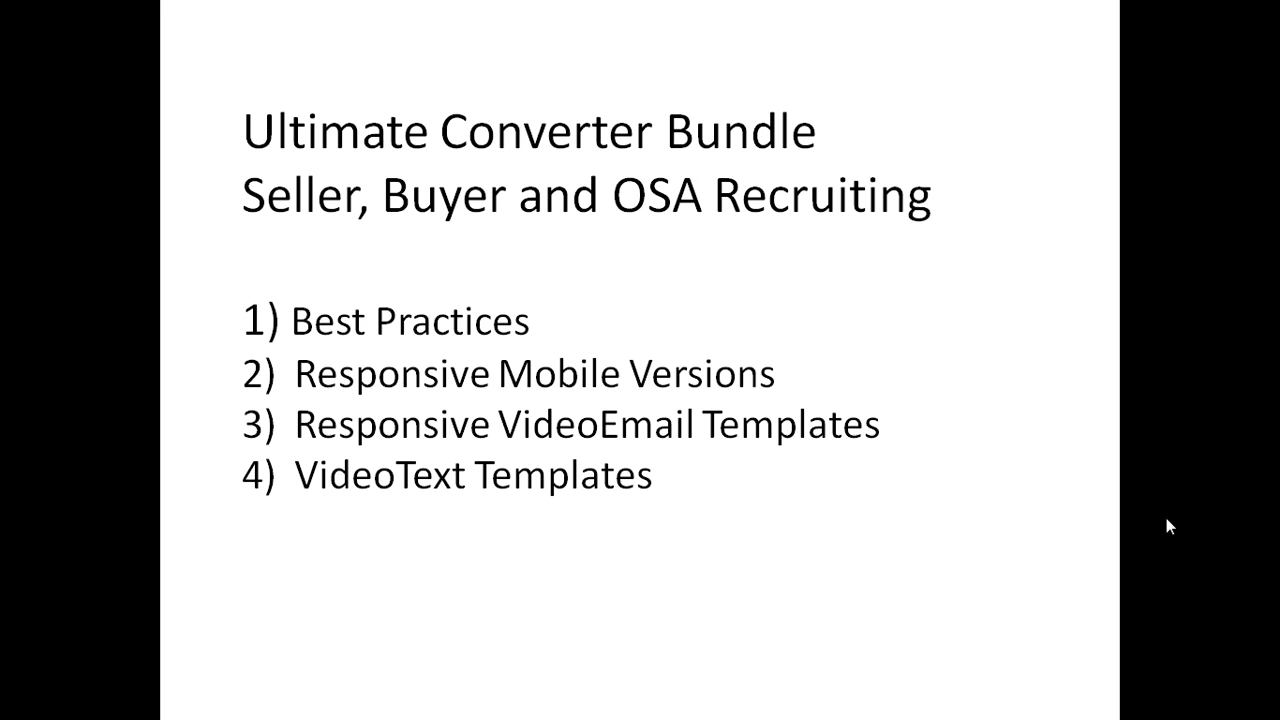 Ultimate Converter Bundle
Seller, Buyer and OSA Recruiting
1) Best Practices
2) Responsive Mobile Versions
3) Responsive VideoEmail Templates
4) VideoText Templates